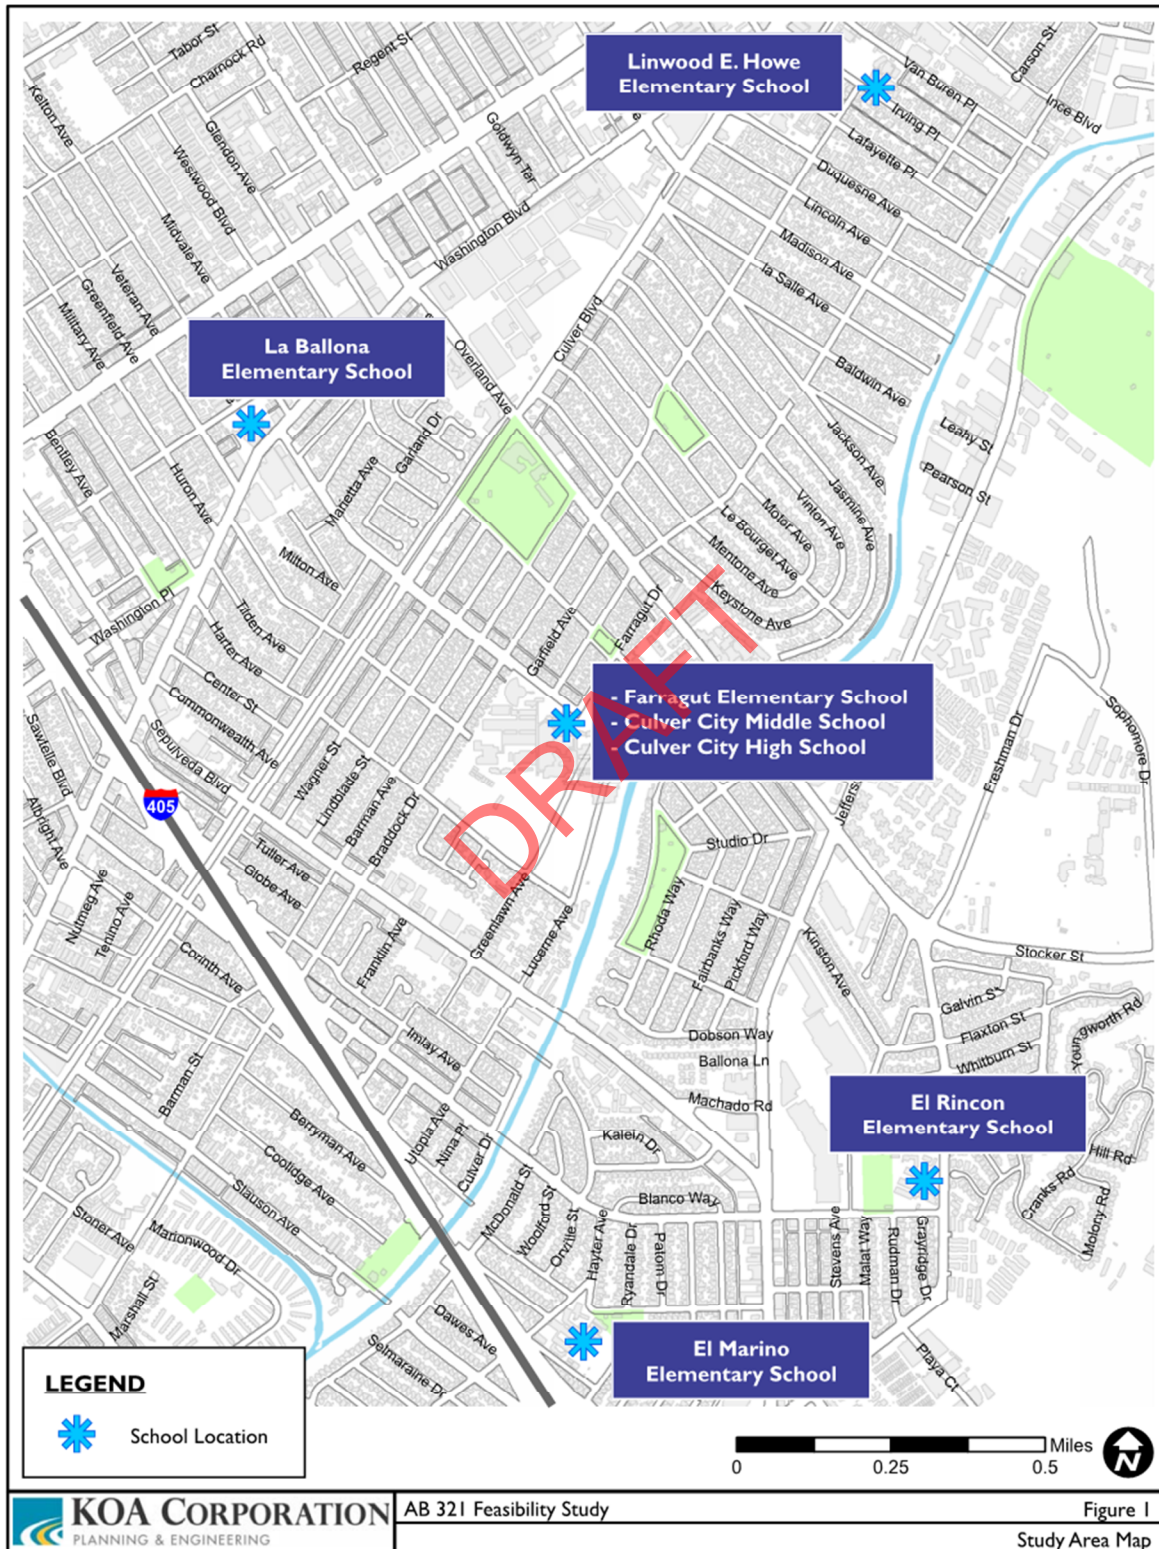 Linwood E. Howe
Elementary School
Tabor St
Charnock Rd
Regent St
Carson St
Van Buren Pl
Ince Blvd
Irving Pl
Lafayette Pl
Kelton Ave
Glendon Ave
Westwood Blvd
Goldwyn Ter
Duquesne Ave
Lincoln Ave
Madison Ave
la Salle Ave
Midvale Ave
Washington Blvd
Veteran Ave
Greenfield Ave
Military Ave
Culver Blvd
La Ballona
Elementary School
Overland Ave
Baldwin Ave
Garland Dr
Jackson Ave
Leahy St
Bentley Ave
Huron Ave
Marietta Ave
Pearson St
Jasmine Ave
Vinton Ave
Motor Ave
Le Bourget Ave
Mentone Ave
Keystone Ave
Milton Ave
Washington Pl
Tilden Ave
Harter Ave
Farragut Dr
Garfield Ave
Center St
Commonwealth Ave
- Farragut Elementary School
- Culver City Middle School
- Culver City High School
DRAFT
Sawtelle Blvd
Sepulveda Blvd
Wagner St
Lindblade St
Barman Ave
Braddock Dr
Freshman Dr
Sophomore Dr
405
Jeffers
Albright Ave
Tuller Ave
Globe Ave
Studio Dr
Nutmeg Ave
Tenino Ave
Greenlawn Ave
Lucerne Ave
Rhoda Way
Fairbanks Way
Pickford Way
Kinston Ave
Stocker St
Corinth Ave
Franklin Ave
Galvin St
Flaxton St
Whitburn St
Youngworth Rd
Imlay Ave
Dobson Way
Ballona Ln
Machado Rd
Barman St
Berryman Ave
Coolidge Ave
Slauson Ave
Utopia Ave
Nina Pl
Culver Dr
Kalein Dr
El Rincon
Elementary School
Hill Rd
Cranks Rd
Molony Rd
Stoner Ave
Marionwood Dr
McDonald St
Woolford St
Orville St
Hayter Ave
Ryandale Dr
Patom Dr
Blanco Way
Stevens Ave
Malat Way
Rudman Dr
Grayridge Dr
Marshall St
Dawes Ave
Selmaraine Dr
Playa Ct
El Marino
Elementary School
LEGEND
School Location
Miles
0 0.25 0.5
N
KOA CORPORATION
PLANNING & ENGINEERING
AB 321 Feasibility Study
Figure 1
Study Area Map